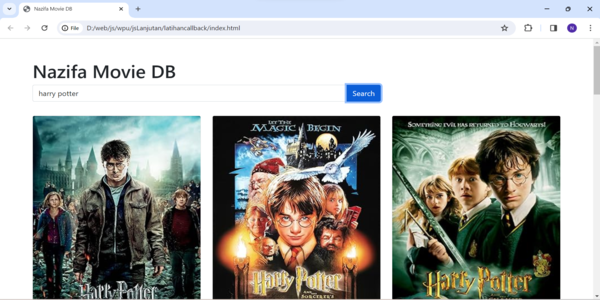 Nazifa Movie DB
File
D:/web/js/wpu/jsLanjutan/latihancallback/index.html
N
Nazifa Movie DB
harry potter
Search
LET THE
MAGIC BEGIN
SOMETHING EVIL HAS RETURNED TO HOGWARTS!
Harry Potter
Harry Potter
Harry Potter